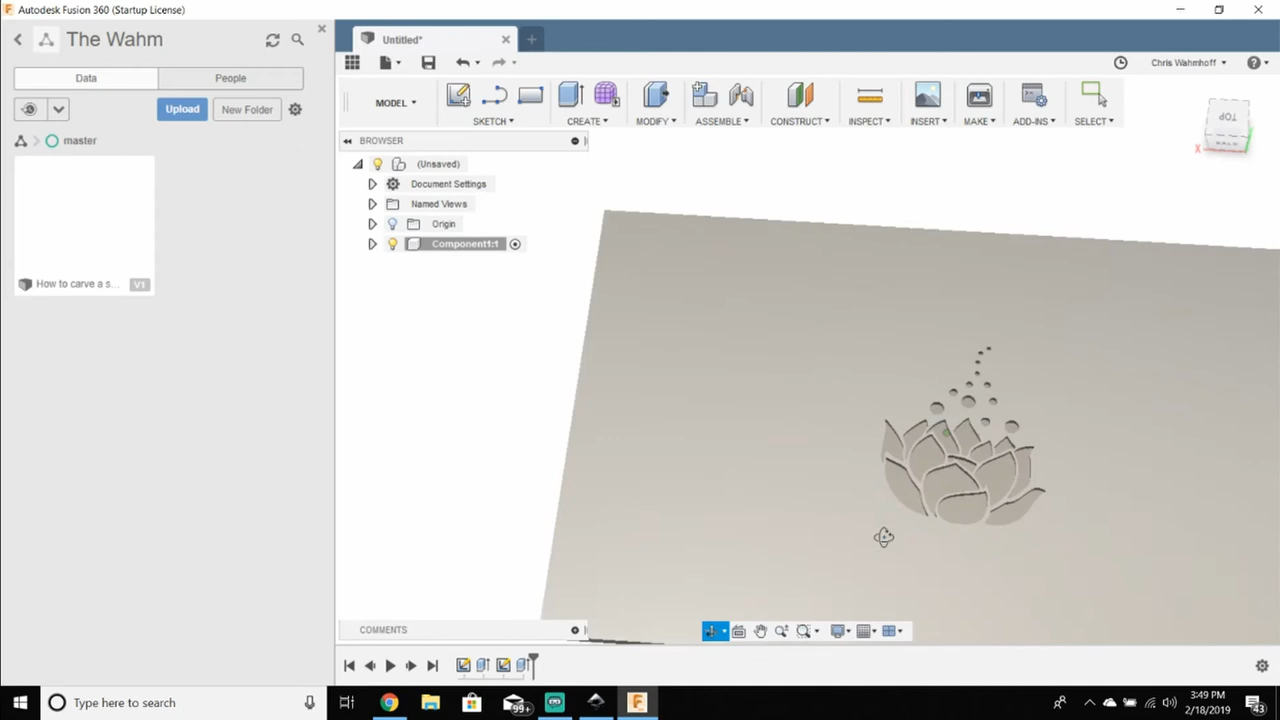 Autodesk Fusion 360 (Startup License)
The Wahm
Data
People
Upload
New Folder
master
How to carve a s...
V1
Untitled*
Chris Wahmhoff
MODEL
SKETCH
CREATE
MODIFY
ASSEMBLE
CONSTRUCT
INSPECT
INSERT
MAKE
ADD-INS
SELECT
TOP
X
BROWSER
(Unsaved)
Document Settings
Named Views
Origin
Component1:1
COMMENTS
Type here to search
99+
3:49 PM
2/18/2019
43